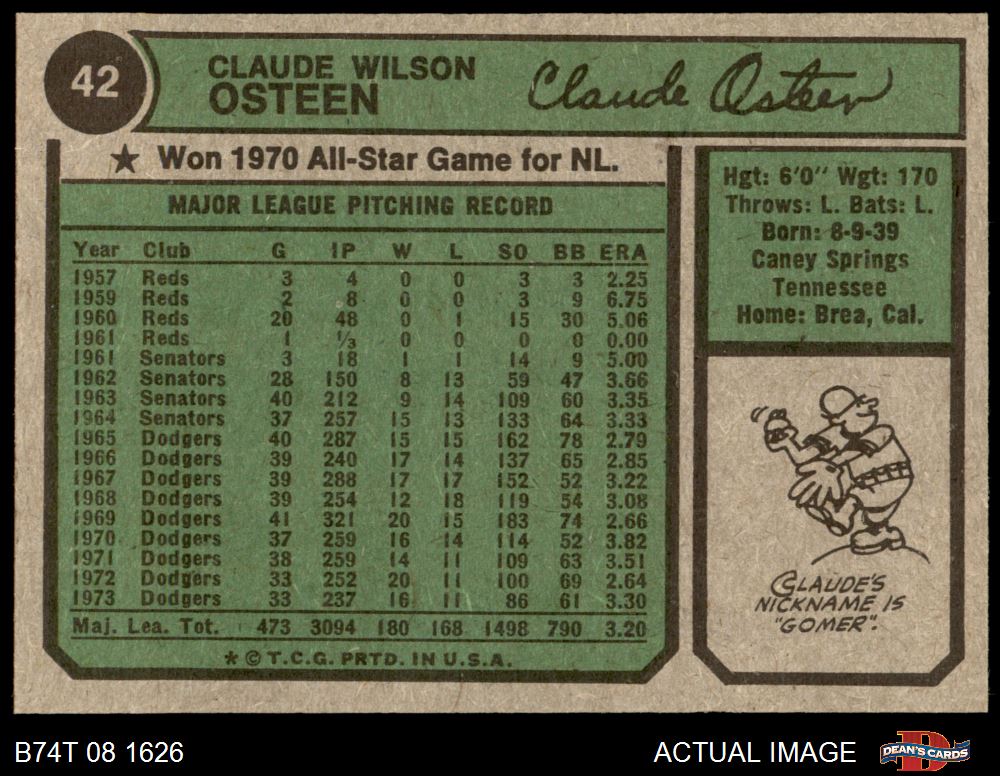 42
CLAUDE WILSON
OSTEEN
Claude Osteen
★ Won 1970 All-Star Game for NL.
MAJOR LEAGUE PITCHING RECORD
Year Club G IP W L SO BB ERA
1957 Reds 3 4 0 0 3 3 2.25
1959 Reds 2 8 0 0 3 9 6.75
1960 Reds 20 48 0 1 15 30 5.06
1961 Reds 1 ⅓ 0 0 0 0 0.00
1961 Senators 3 18 1 1 14 9 5.00
1962 Senators 28 150 8 13 59 47 3.66
1963 Senators 40 212 9 14 109 60 3.35
1964 Senators 37 257 15 13 133 64 3.33
1965 Dodgers 40 287 15 15 162 78 2.79
1966 Dodgers 39 240 17 14 137 65 2.85
1967 Dodgers 39 288 17 17 152 52 3.22
1968 Dodgers 39 254 12 18 119 54 3.08
1969 Dodgers 41 321 20 15 183 74 2.66
1970 Dodgers 37 259 16 14 114 52 3.82
1971 Dodgers 38 259 14 11 109 63 3.51
1972 Dodgers 33 252 20 11 100 69 2.64
1973 Dodgers 33 237 16 11 86 61 3.30
Maj. Lea. Tot. 473 3094 180 168 1498 790 3.20
* © T.C.G. PRTD. IN U.S.A.
Hgt: 6'0" Wgt: 170
Throws: L. Bats: L.
Born: 8-9-39
Caney Springs
Tennessee
Home: Brea, Cal.
CLAUDE'S
NICKNAME IS
"GOMER".
B74T 08 1626
ACTUAL IMAGE
DEAN'S CARDS